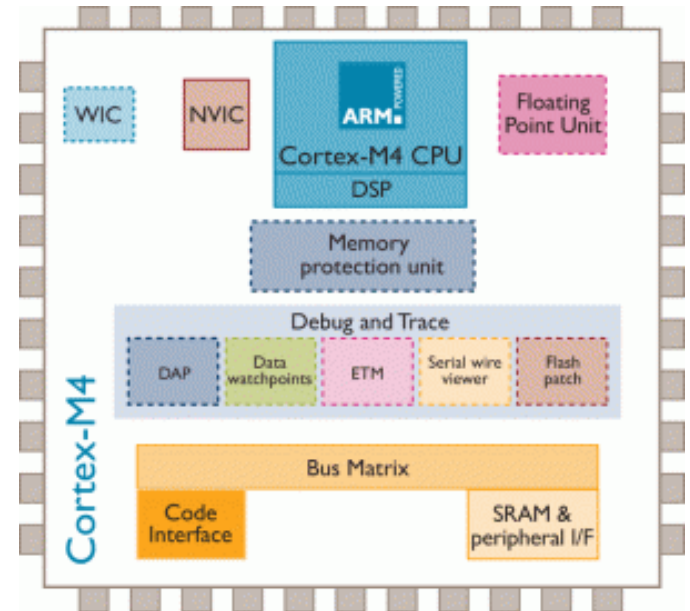 WIC
NVIC
ARM POWERED
Cortex-M4 CPU
DSP
Floating
Point Unit
Memory
protection unit
Debug and Trace
DAP
Data
watchpoints
ETM
Serial wire
viewer
Flash
patch
Cortex-M4
Bus Matrix
Code
Interface
SRAM &
peripheral I/F